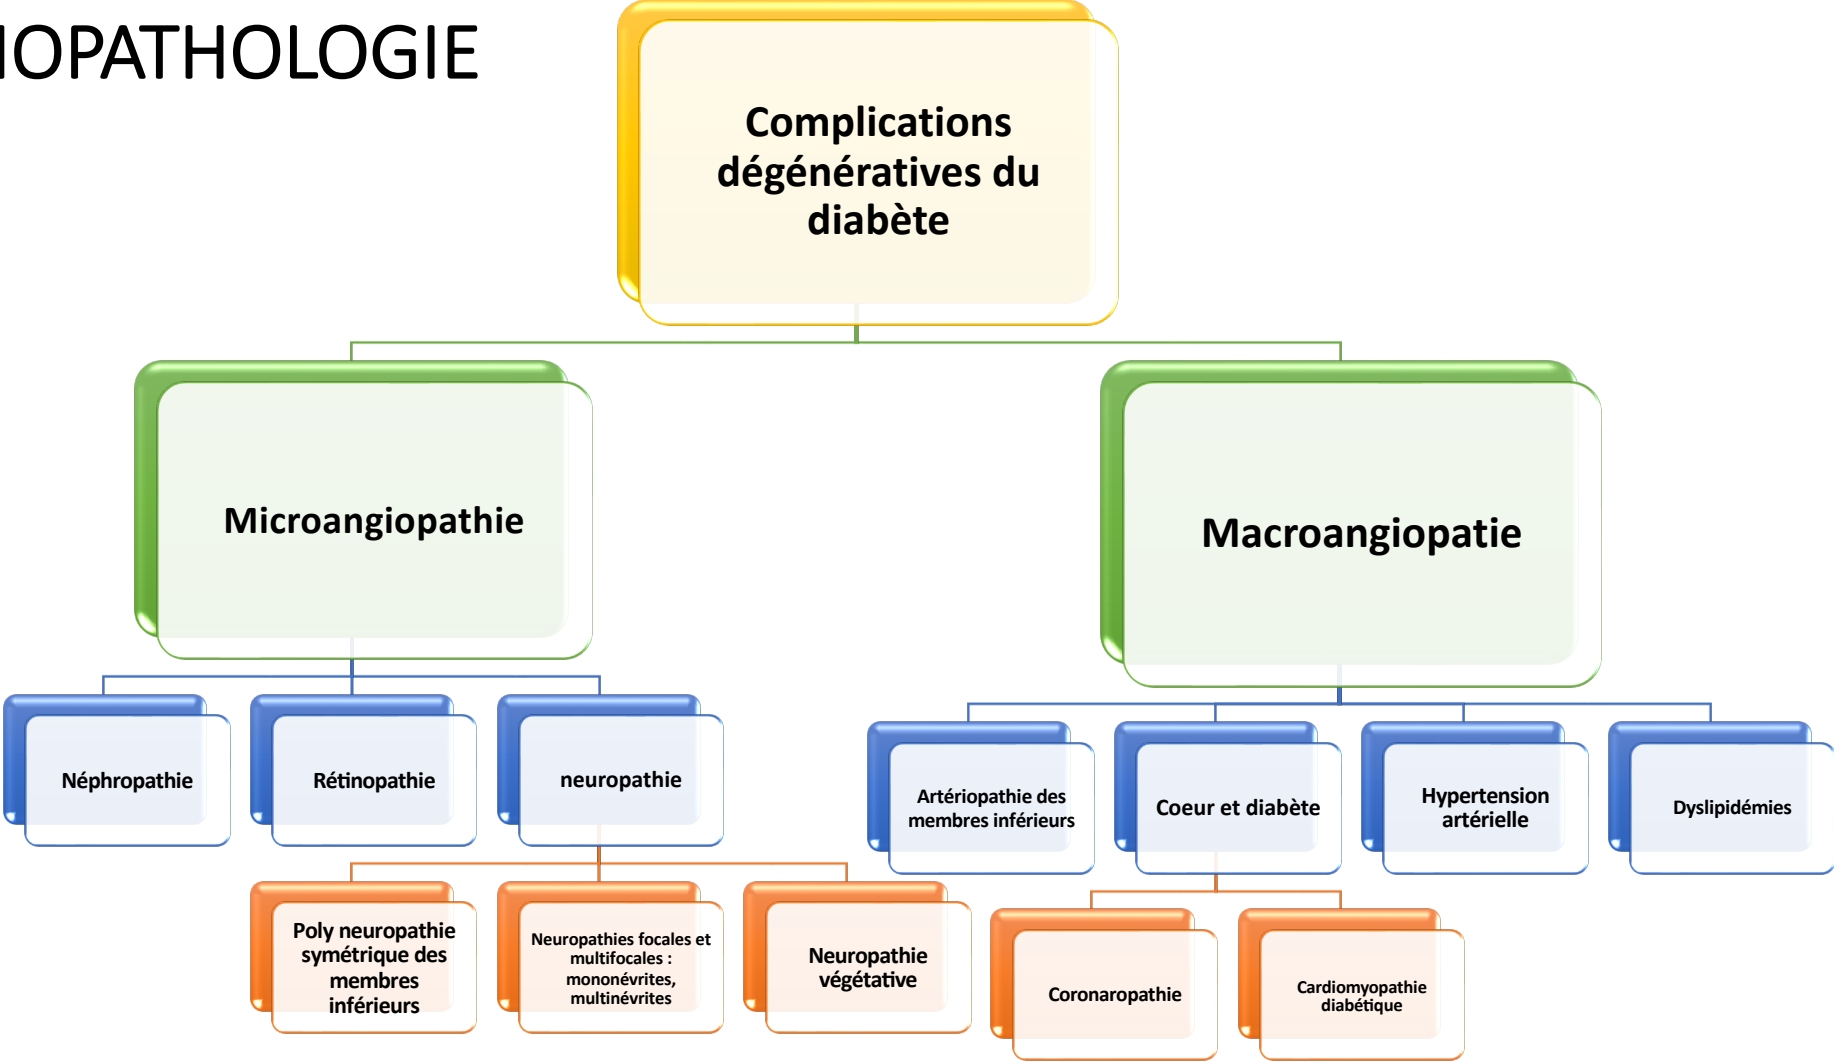 IOPATHOLOGIE
Complications
dégénératives du
diabète
Microangiopathie
Macroangiopatie
Néphropathie
Rétinopathie
neuropathie
Artériopathie des
membres inférieurs
Coeur et diabète
Hypertension
artérielle
Dyslipidémies
Poly neuropathie
symétrique des
membres
inférieurs
Neuropathies focales et
multifocales :
mononévrites,
multinévrites
Neuropathie
végétative
Coronaropathie
Cardiomyopathie
diabétique